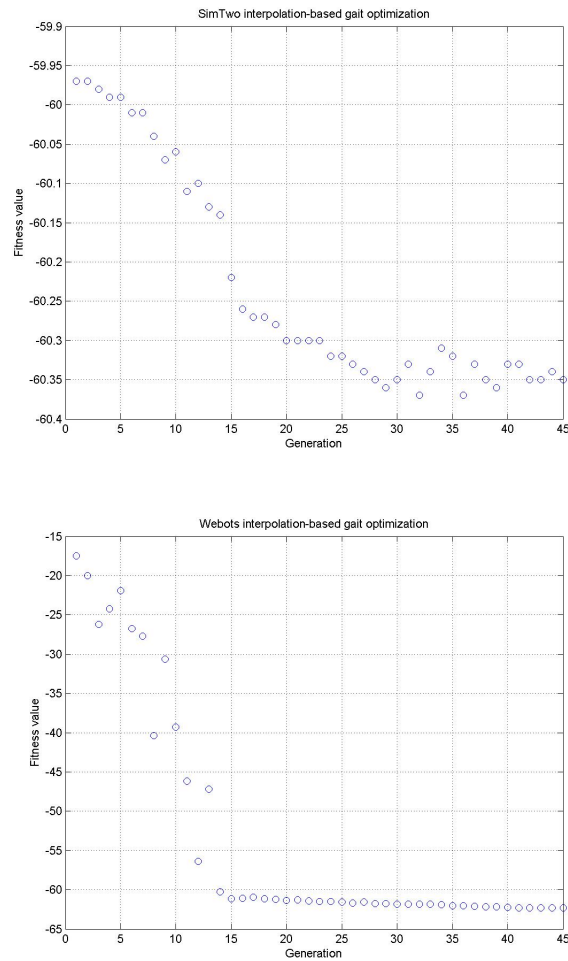 SimTwo interpolation-based gait optimization
-59.9
-59.95
-60
-60.05
-60.1
-60.15
-60.2
-60.25
-60.3
-60.35
-60.4
Fitness value
0 5 10 15 20 25 30 35 40 45
Generation
Webots interpolation-based gait optimization
-15
-20
-25
-30
-35
-40
-45
-50
-55
-60
-65
Fitness value
0 5 10 15 20 25 30 35 40 45
Generation